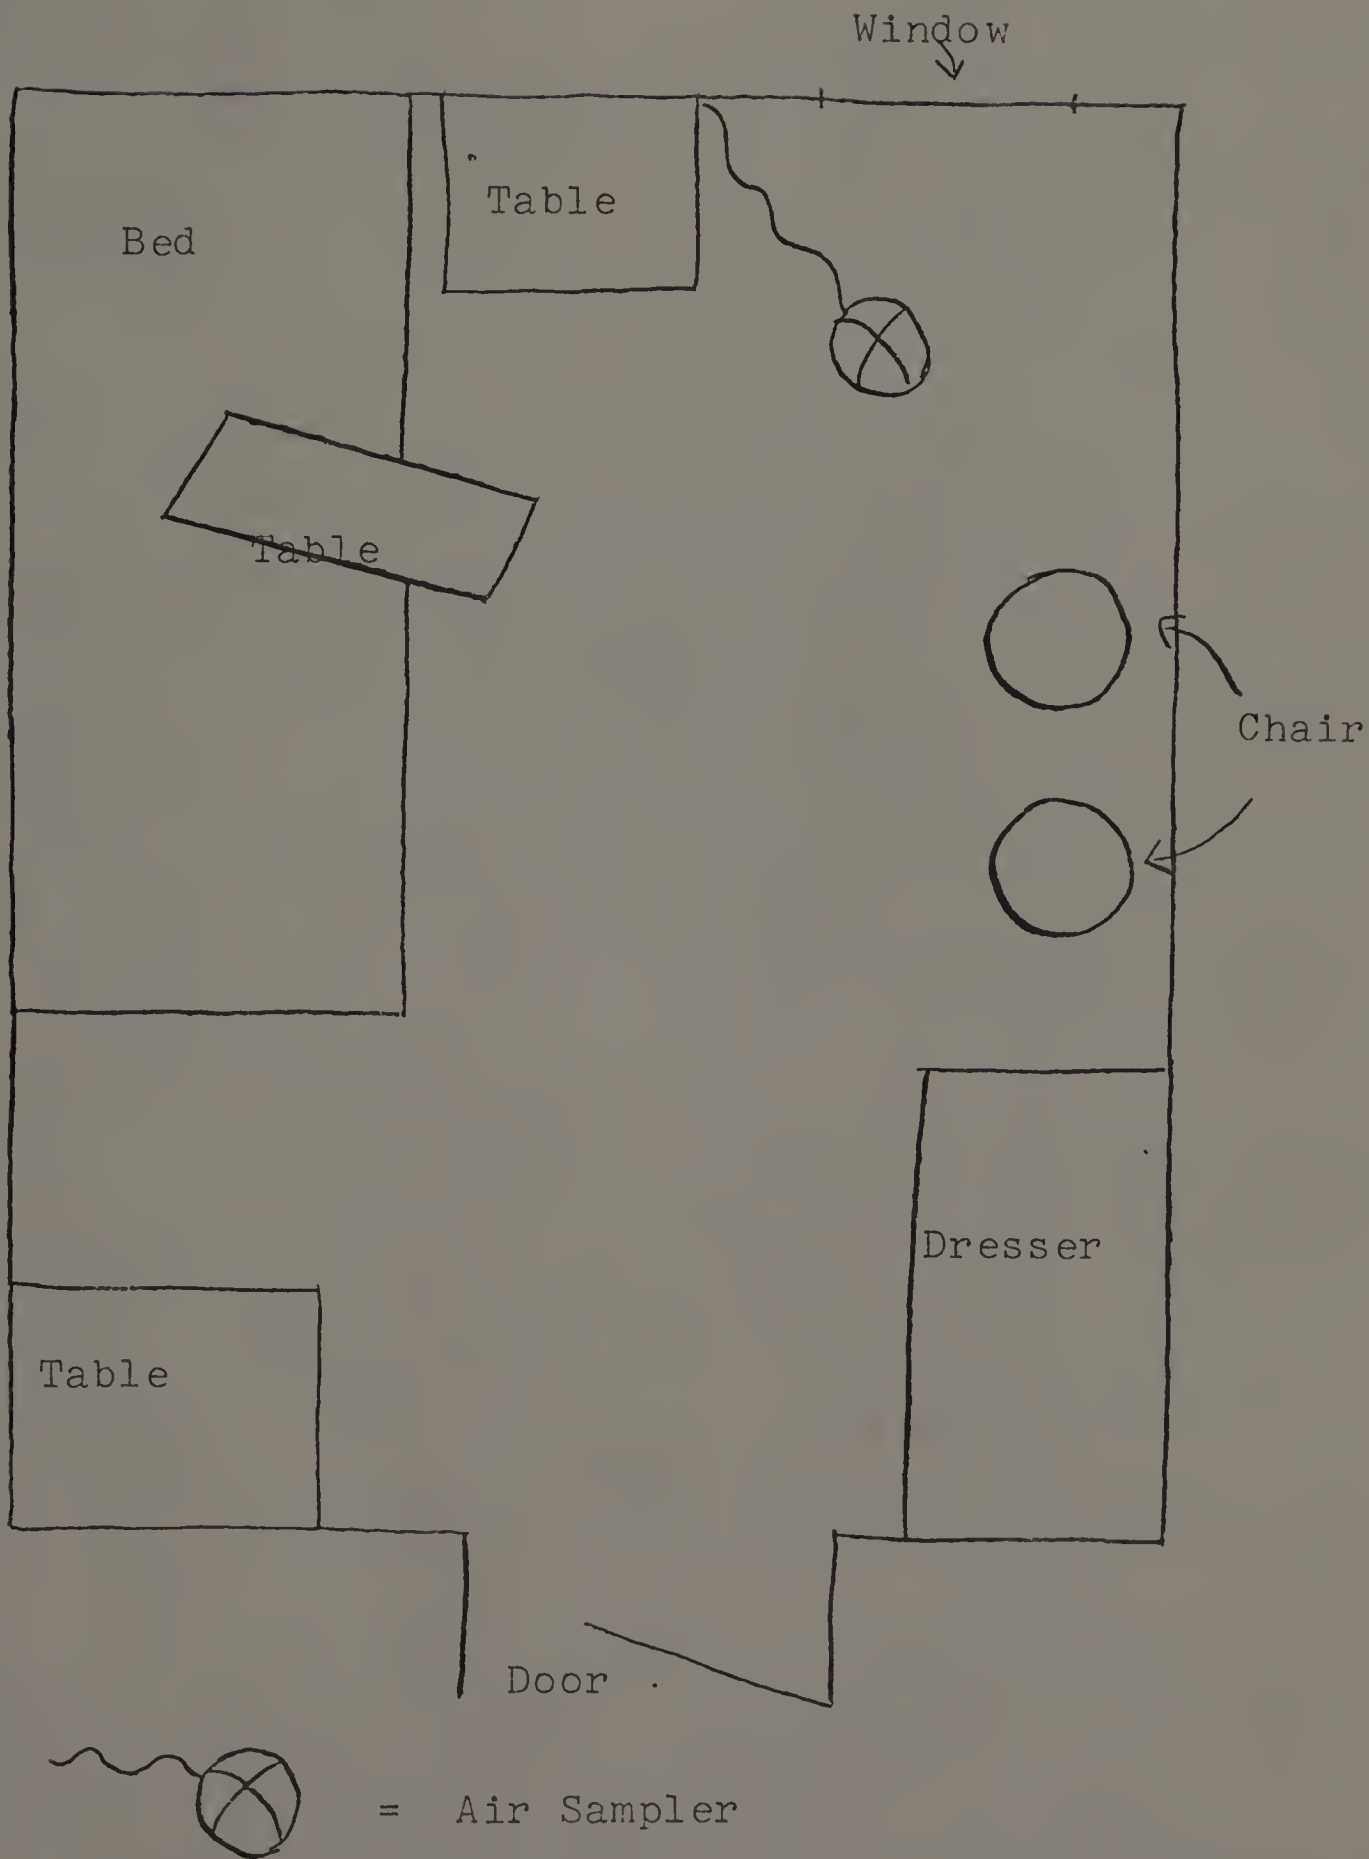 Window
Table
Bed
Table
Chair
Dresser
Table
Door
= Air Sampler